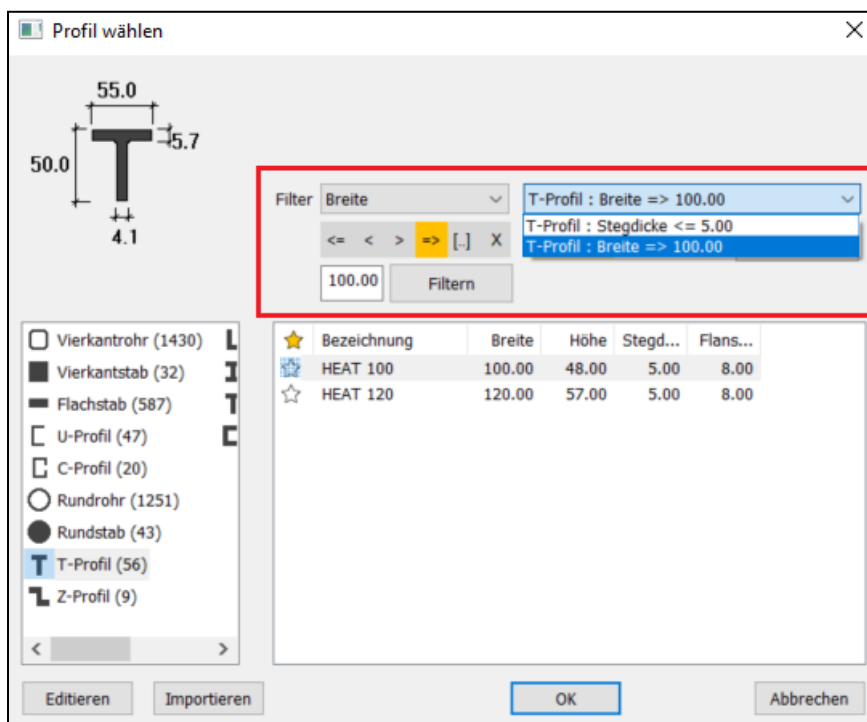 Profil wählen
55.0
5.7
50.0
4.1
Filter Breite T-Profil : Breite => 100.00
<= < > => [..] X
T-Profil : Stegdicke <= 5.00
T-Profil : Breite => 100.00
100.00 Filtern
Vierkantrohr (1430)
Vierkantstab (32)
Flachstab (587)
U-Profil (47)
C-Profil (20)
Rundrohr (1251)
Rundstab (43)
T-Profil (56)
Z-Profil (9)
Bezeichnung Breite Höhe Stegd... Flans...
HEAT 100 100.00 48.00 5.00 8.00
HEAT 120 120.00 57.00 5.00 8.00
Editieren Importieren OK Abbrechen